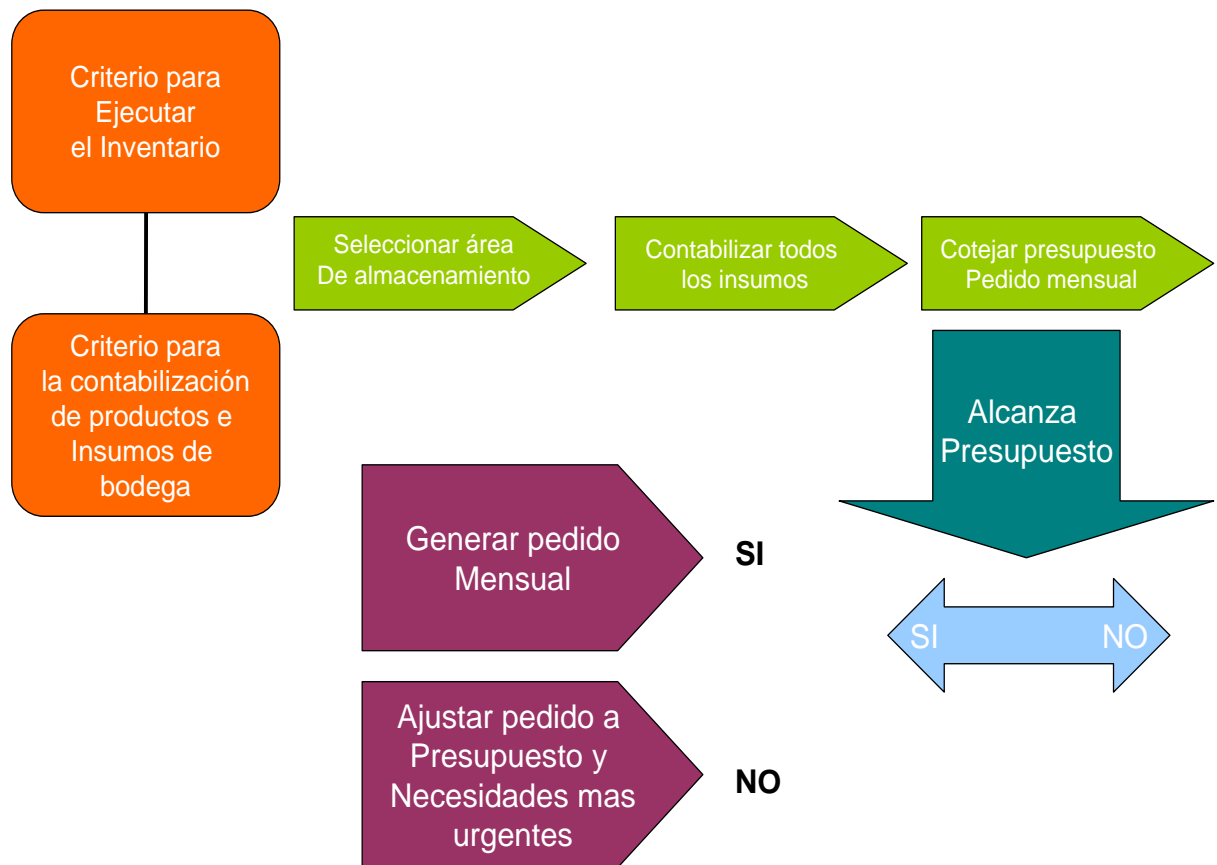 Criterio para
Ejecutar
el Inventario
Seleccionar área
De almacenamiento
Contabilizar todos
los insumos
Cotejar presupuesto
Pedido mensual
Criterio para
la contabilización
de productos e
Insumos de
bodega
Alcanza
Presupuesto
Generar pedido
Mensual
SI
SI
NO
Ajustar pedido a
Presupuesto y
Necesidades mas
urgentes
NO